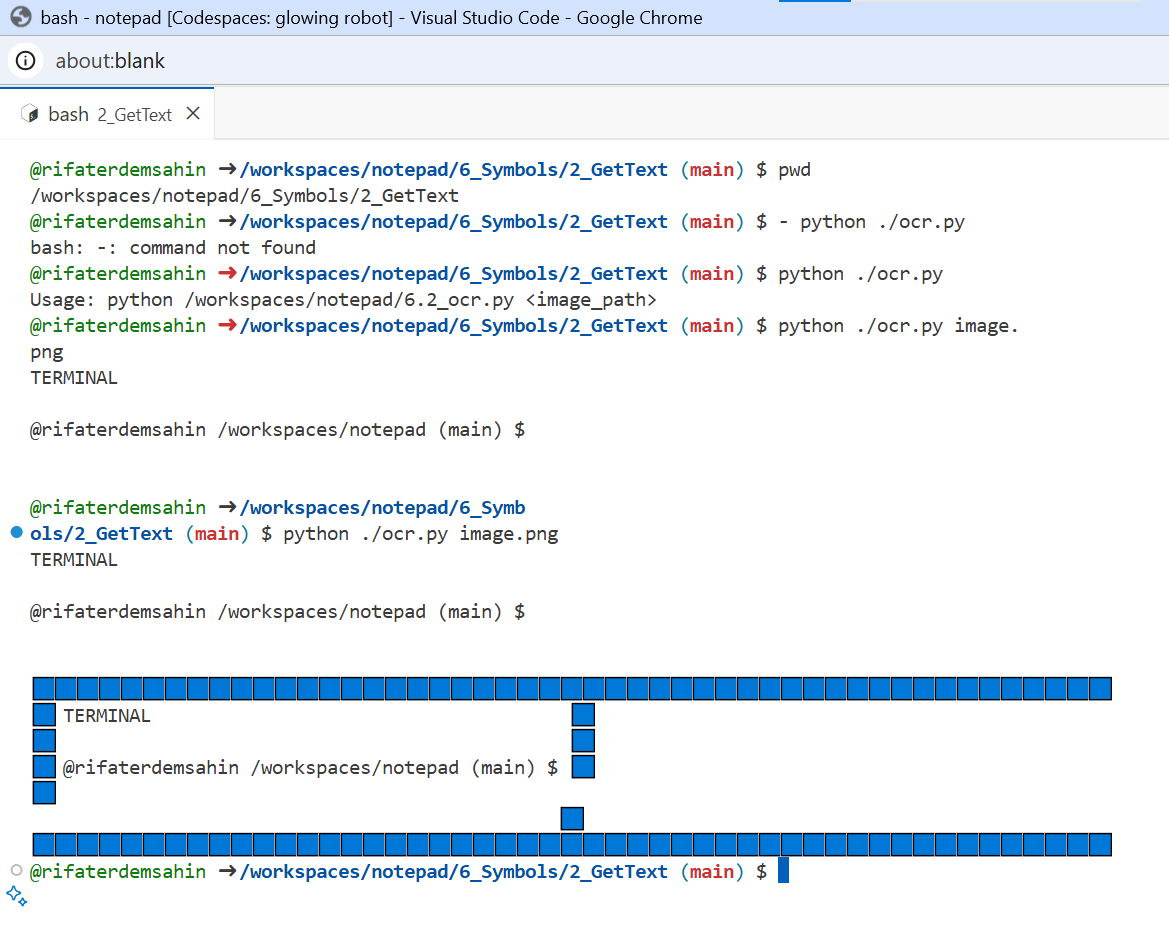 bash - notepad [Codespaces: glowing robot] - Visual Studio Code - Google Chrome
about:blank
bash 2_GetText
@rifaterdemsahin ➜/workspaces/notepad/6_Symbols/2_GetText (main) $ pwd
/workspaces/notepad/6_Symbols/2_GetText
@rifaterdemsahin ➜/workspaces/notepad/6_Symbols/2_GetText (main) $ - python ./ocr.py
bash: -: command not found
@rifaterdemsahin ➜/workspaces/notepad/6_Symbols/2_GetText (main) $ python ./ocr.py
Usage: python /workspaces/notepad/6.2_ocr.py <image_path>
@rifaterdemsahin ➜/workspaces/notepad/6_Symbols/2_GetText (main) $ python ./ocr.py image.
png
TERMINAL
@rifaterdemsahin /workspaces/notepad (main) $
@rifaterdemsahin ➜/workspaces/notepad/6_Symb
ols/2_GetText (main) $ python ./ocr.py image.png
TERMINAL
@rifaterdemsahin /workspaces/notepad (main) $
TERMINAL
@rifaterdemsahin /workspaces/notepad (main) $
@rifaterdemsahin ➜/workspaces/notepad/6_Symbols/2_GetText (main) $